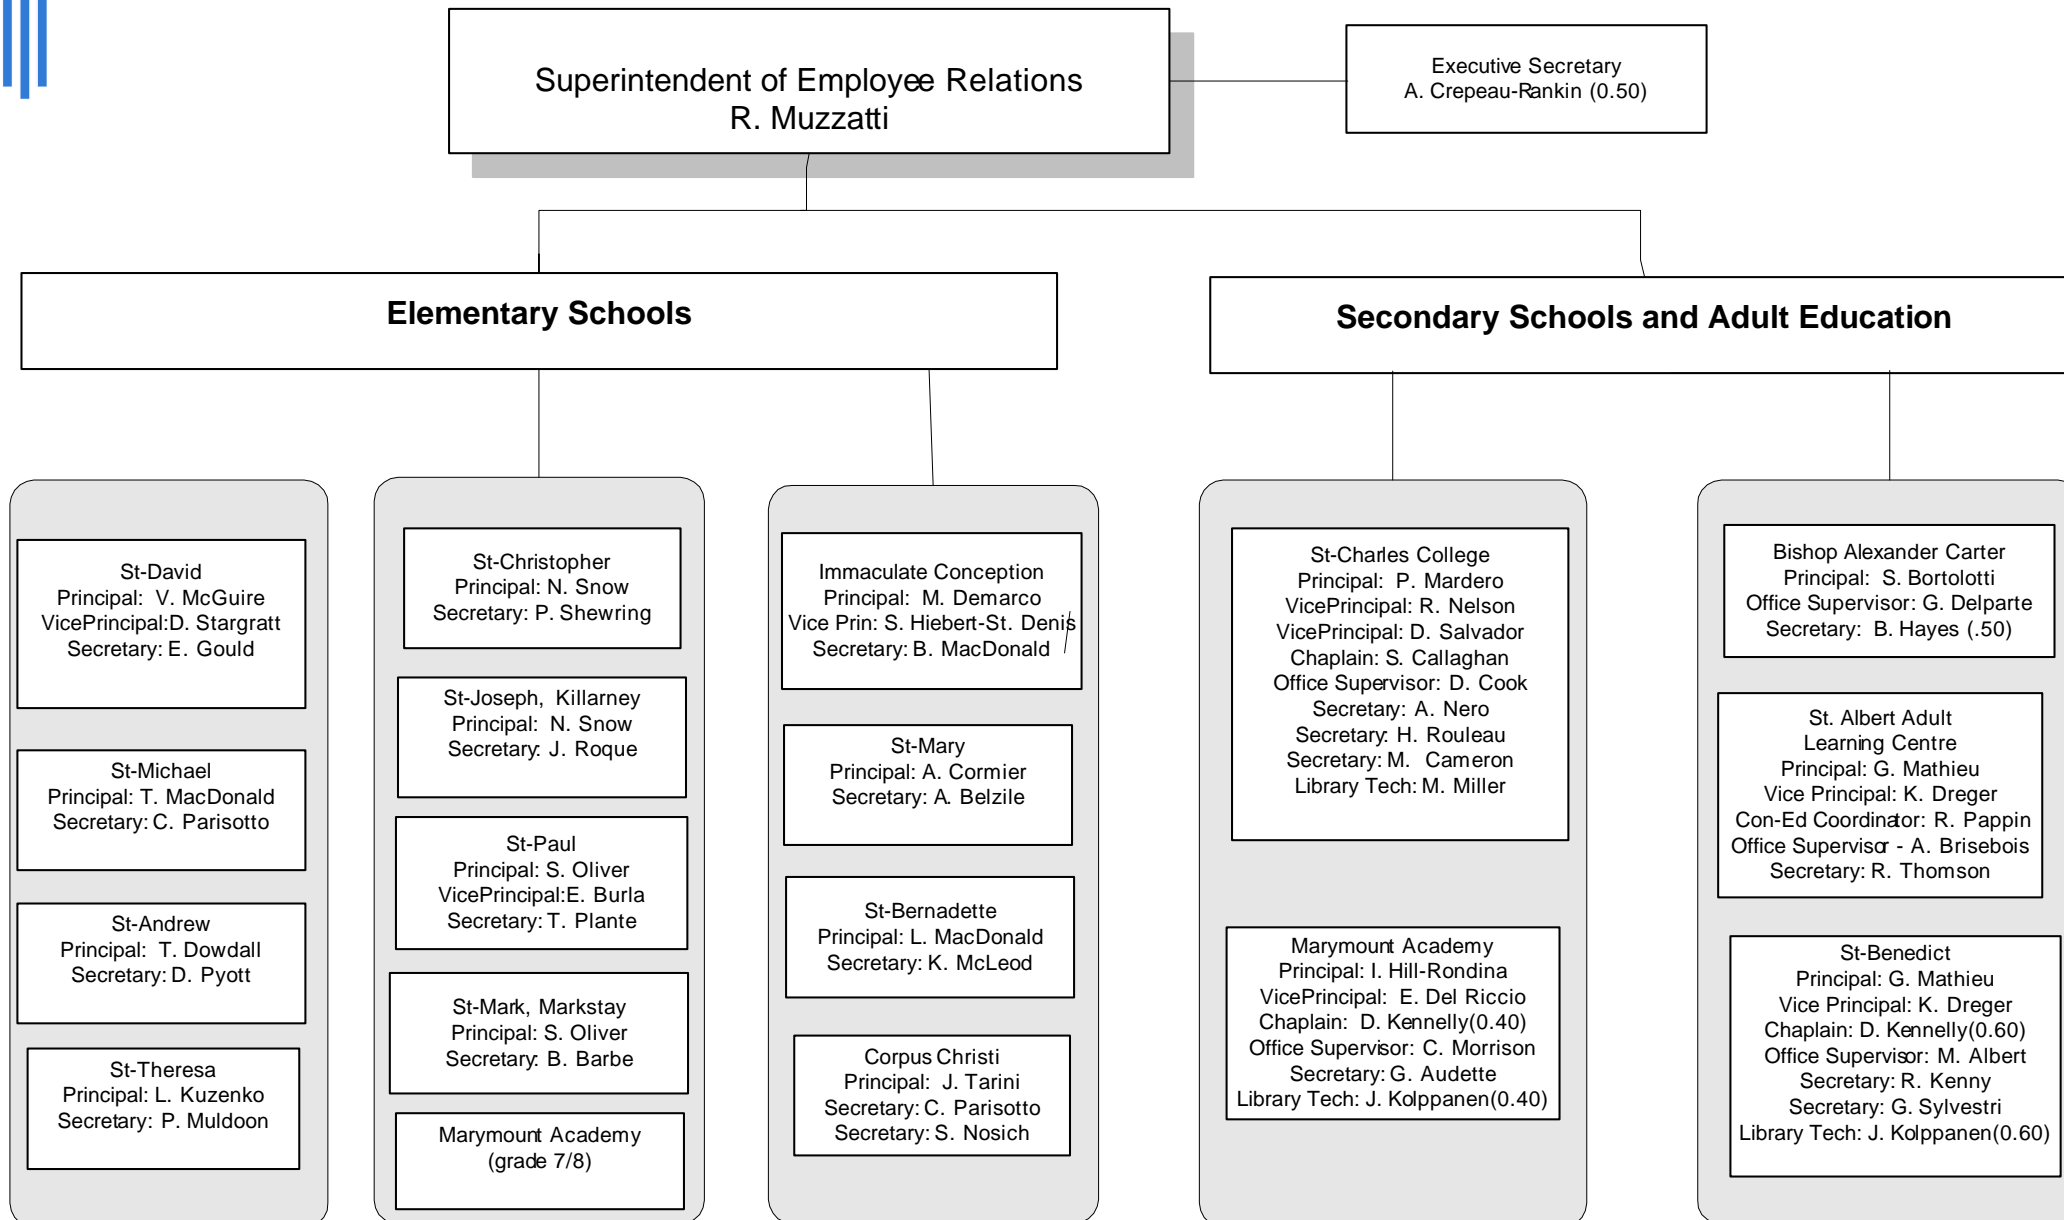 Superintendent of Employee Relations
R. Muzzatti
Executive Secretary
A. Crepeau-Rankin (0.50)
Elementary Schools
Secondary Schools and Adult Education
St-David
Principal: V. McGuire
VicePrincipal:D. Stargratt
Secretary: E. Gould
St-Michael
Principal: T. MacDonald
Secretary: C. Parisotto
St-Andrew
Principal: T. Dowdall
Secretary: D. Pyott
St-Theresa
Principal: L. Kuzenko
Secretary: P. Muldoon
St-Christopher
Principal: N. Snow
Secretary: P. Shewring
St-Joseph, Killarney
Principal: N. Snow
Secretary: J. Roque
St-Paul
Principal: S. Oliver
VicePrincipal:E. Burla
Secretary: T. Plante
St-Mark, Markstay
Principal: S. Oliver
Secretary: B. Barbe
Marymount Academy
(grade 7/8)
Immaculate Conception
Principal: M. Demarco
Vice Prin: S. Hiebert-St. Denis
Secretary: B. MacDonald
St-Mary
Principal: A. Cormier
Secretary: A. Belzile
St-Bernadette
Principal: L. MacDonald
Secretary: K. McLeod
Corpus Christi
Principal: J. Tarini
Secretary: C. Parisotto
Secretary: S. Nosich
St-Charles College
Principal: P. Mardero
VicePrincipal: R. Nelson
VicePrincipal: D. Salvador
Chaplain: S. Callaghan
Office Supervisor: D. Cook
Secretary: A. Nero
Secretary: H. Rouleau
Secretary: M. Cameron
Library Tech: M. Miller
Marymount Academy
Principal: I. Hill-Rondina
VicePrincipal: E. Del Riccio
Chaplain: D. Kennelly(0.40)
Office Supervisor: C. Morrison
Secretary: G. Audette
Library Tech: J. Kolppanen(0.40)
Bishop Alexander Carter
Principal: S. Bortolotti
Office Supervisor: G. Delparte
Secretary: B. Hayes (.50)
St. Albert Adult
Learning Centre
Principal: G. Mathieu
Vice Principal: K. Dreger
Con-Ed Coordinator: R. Pappin
Office Supervisor - A. Brisebois
Secretary: R. Thomson
St-Benedict
Principal: G. Mathieu
Vice Principal: K. Dreger
Chaplain: D. Kennelly(0.60)
Office Supervisor: M. Albert
Secretary: R. Kenny
Secretary: G. Sylvestri
Library Tech: J. Kolppanen(0.60)